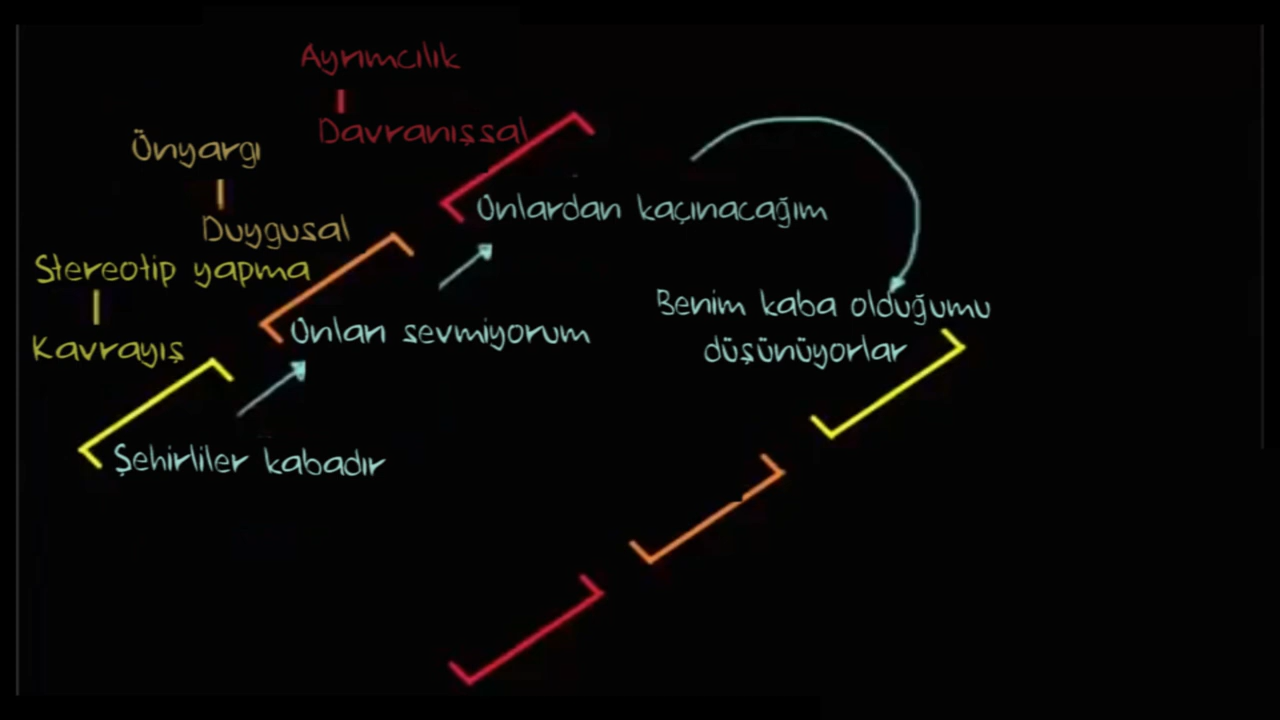 Ayrımcılık
Davranışsal
Önyargı
Duygusal
Stereotip yapma
Kavrayış
Onlardan kaçınacağım
Onları sevmiyorum
Şehirliler kabadır
Benim kaba olduğumu
düşünüyorlar